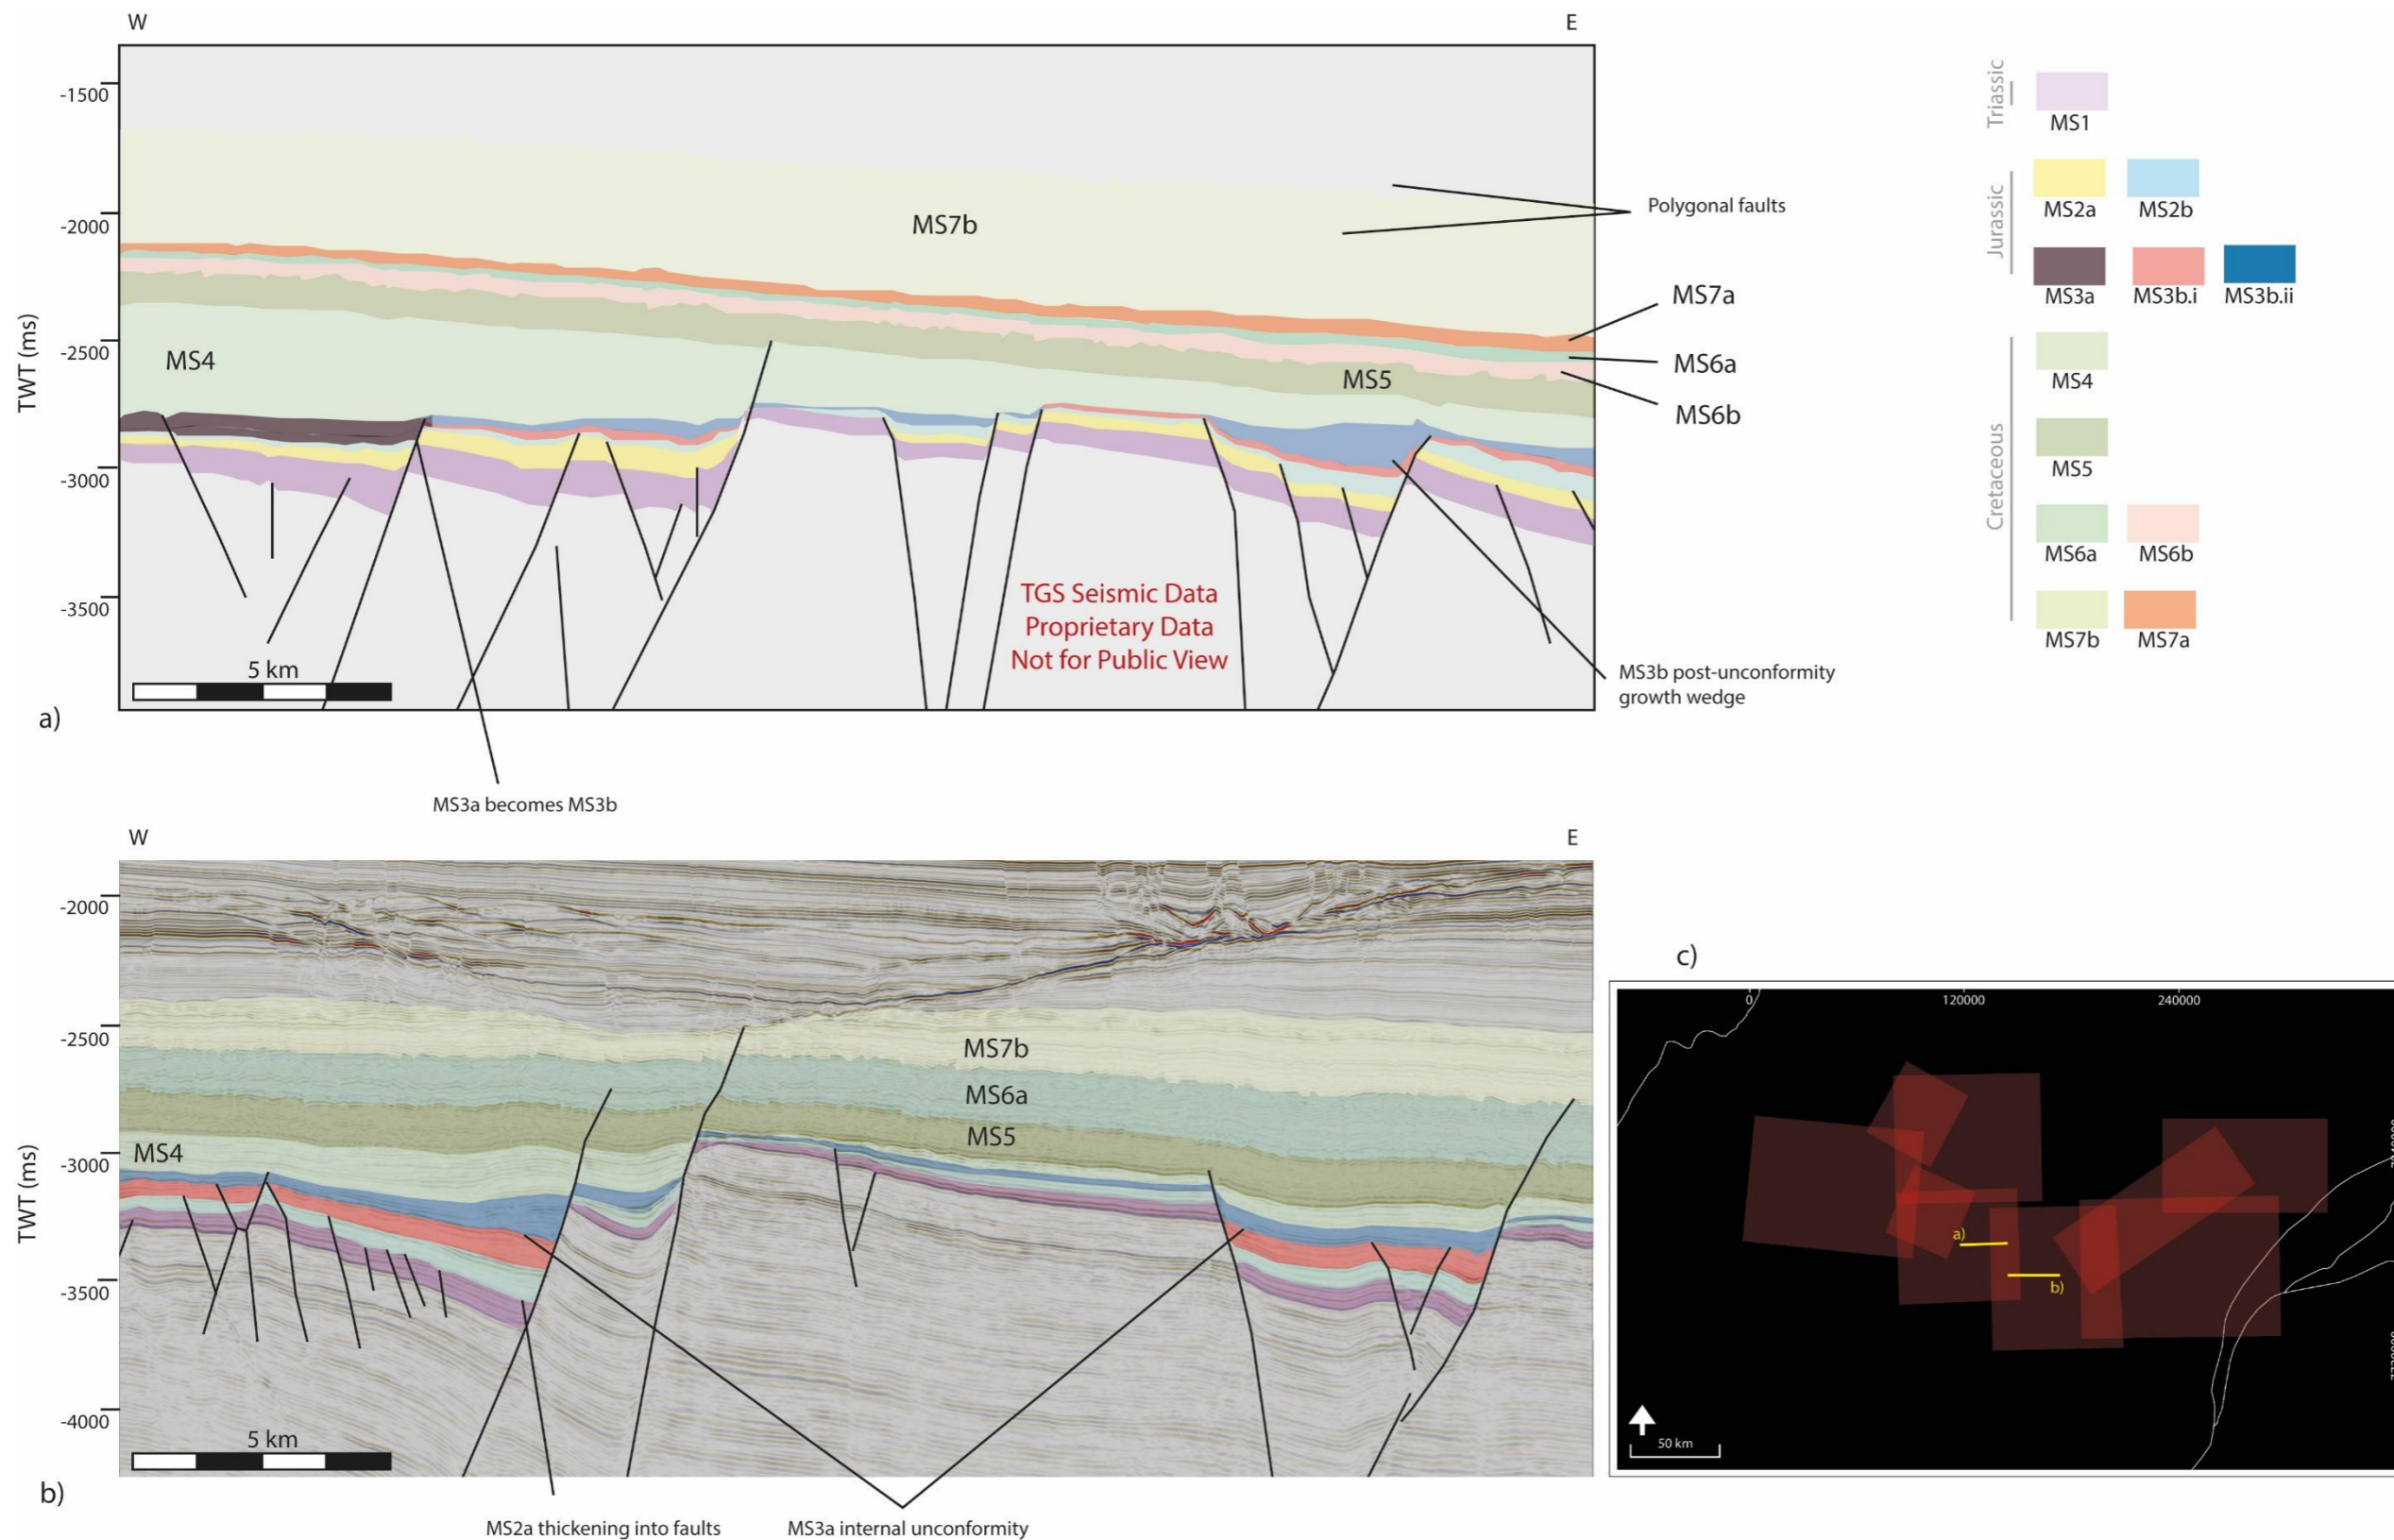 W
E
-1500
-2000
-2500
-3000
-3500
TWT (ms)
MS7b
MS4
MS5
Polygonal faults
MS7a
MS6a
MS6b
TGS Seismic Data
Proprietary Data
Not for Public View
MS3b post-unconformity
growth wedge
5 km
a)
MS3a becomes MS3b
Triassic
MS1
Jurassic
MS2a
MS2b
MS3a
MS3b.i
MS3b.ii
Cretaceous
MS4
MS5
MS6a
MS6b
MS7b
MS7a
W
E
-2000
-2500
-3000
-3500
-4000
TWT (ms)
MS7b
MS6a
MS5
MS4
5 km
b)
MS2a thickening into faults
MS3a internal unconformity
c)
0
120000
240000
a)
b)
50 km